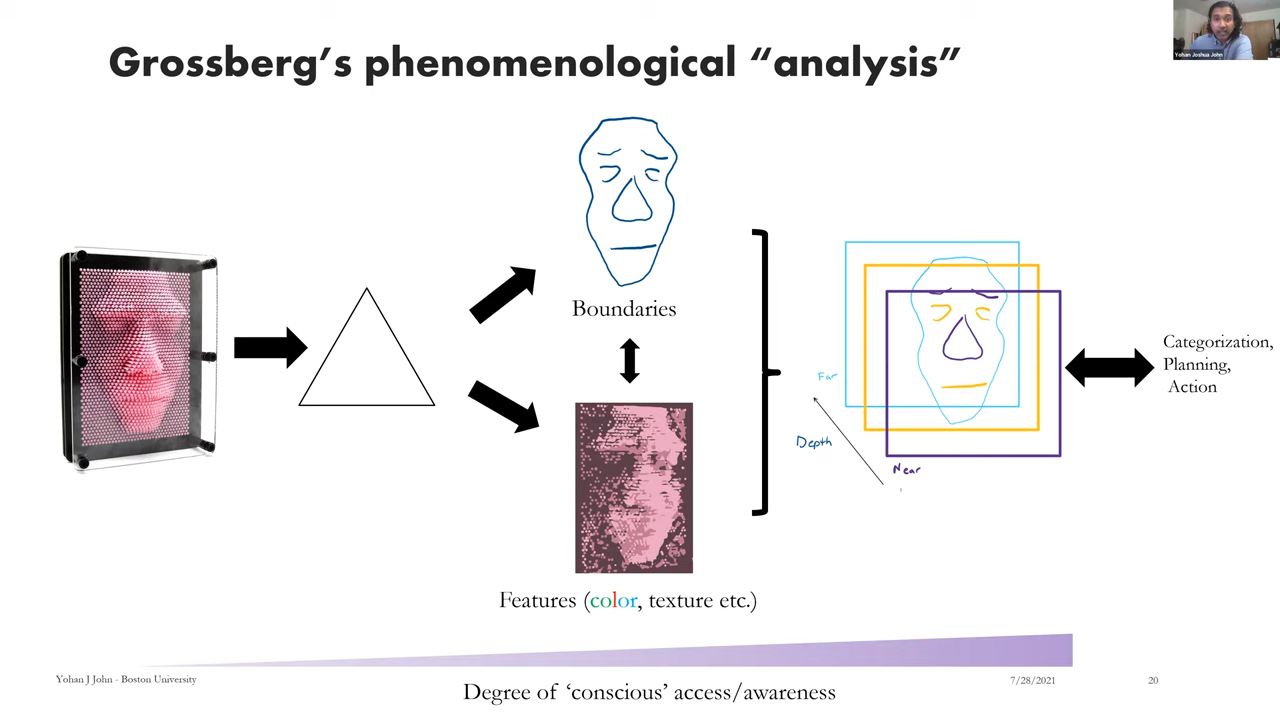 Grossberg's phenomenological "analysis"
Yohan Joshua John
Boundaries
Features (color, texture etc.)
Far
Depth
Near
Categorization,
Planning,
Action
Yohan J John - Boston University
7/28/2021
20
Degree of 'conscious' access/awareness